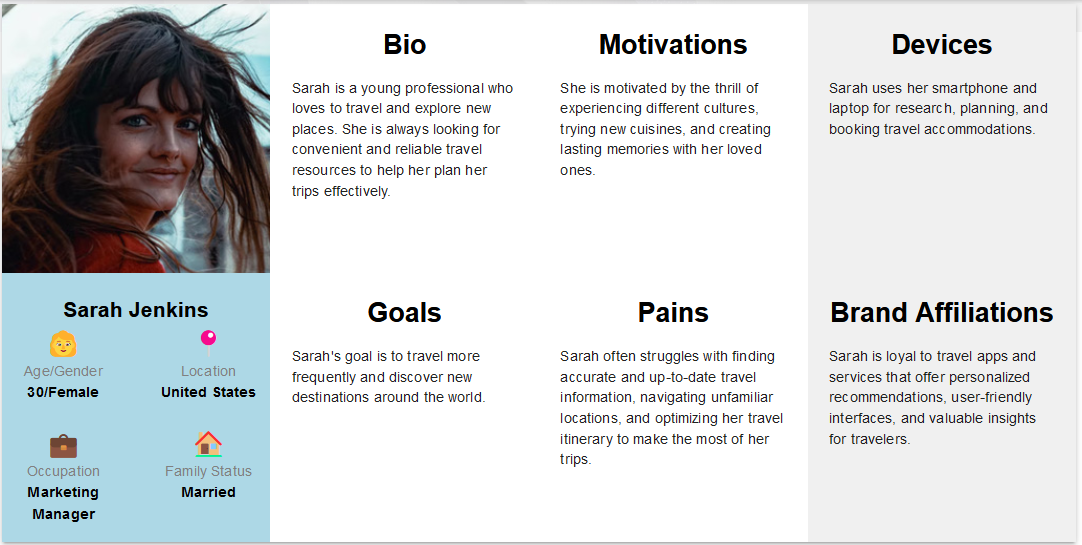 Sarah Jenkins
Age/Gender
30/Female
Location
United States
Occupation
Marketing
Manager
Family Status
Married
Bio
Sarah is a young professional who
loves to travel and explore new
places. She is always looking for
convenient and reliable travel
resources to help her plan her
trips effectively.
Motivations
She is motivated by the thrill of
experiencing different cultures,
trying new cuisines, and creating
lasting memories with her loved
ones.
Devices
Sarah uses her smartphone and
laptop for research, planning, and
booking travel accommodations.
Goals
Sarah's goal is to travel more
frequently and discover new
destinations around the world.
Pains
Sarah often struggles with finding
accurate and up-to-date travel
information, navigating unfamiliar
locations, and optimizing her travel
itinerary to make the most of her
trips.
Brand Affiliations
Sarah is loyal to travel apps and
services that offer personalized
recommendations, user-friendly
interfaces, and valuable insights
for travelers.